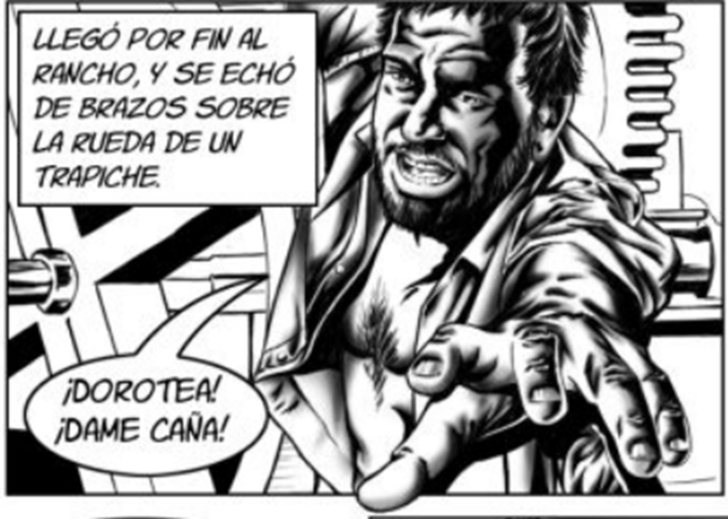 LLEGÓ POR FIN AL
RANCHO, Y SE ECHÓ
DE BRAZOS SOBRE
LA RUEDA DE UN
TRAPICHE.
¡DOROTEA!
¡DAME CAÑA!